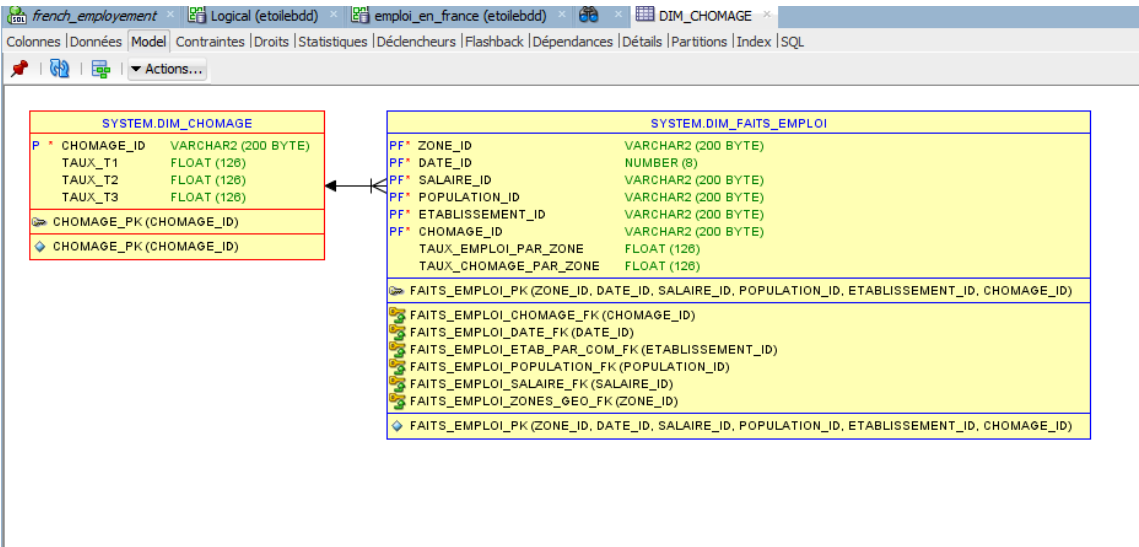 french_employement Logical (etoilebdd) emploi_en_france (etoilebdd) DIM_CHOMAGE
Colonnes |Données |Model |Contraintes |Droits |Statistiques |Déclencheurs |Flashback |Dépendances |Détails |Partitions |Index |SQL
Actions...
SYSTEM.DIM_CHOMAGE
P * CHOMAGE_ID VARCHAR2 (200 BYTE)
TAUX_T1 FLOAT (126)
TAUX_T2 FLOAT (126)
TAUX_T3 FLOAT (126)
CHOMAGE_PK (CHOMAGE_ID)
CHOMAGE_PK (CHOMAGE_ID)
SYSTEM.DIM_FAITS_EMPLOI
PF* ZONE_ID VARCHAR2 (200 BYTE)
PF* DATE_ID NUMBER (8)
PF* SALAIRE_ID VARCHAR2 (200 BYTE)
PF* POPULATION_ID VARCHAR2 (200 BYTE)
PF* ETABLISSEMENT_ID VARCHAR2 (200 BYTE)
PF* CHOMAGE_ID VARCHAR2 (200 BYTE)
TAUX_EMPLOI_PAR_ZONE FLOAT (126)
TAUX_CHOMAGE_PAR_ZONE FLOAT (126)
FAITS_EMPLOI_PK (ZONE_ID, DATE_ID, SALAIRE_ID, POPULATION_ID, ETABLISSEMENT_ID, CHOMAGE_ID)
FAITS_EMPLOI_CHOMAGE_FK (CHOMAGE_ID)
FAITS_EMPLOI_DATE_FK (DATE_ID)
FAITS_EMPLOI_ETAB_PAR_COM_FK (ETABLISSEMENT_ID)
FAITS_EMPLOI_POPULATION_FK (POPULATION_ID)
FAITS_EMPLOI_SALAIRE_FK (SALAIRE_ID)
FAITS_EMPLOI_ZONES_GEO_FK (ZONE_ID)
FAITS_EMPLOI_PK (ZONE_ID, DATE_ID, SALAIRE_ID, POPULATION_ID, ETABLISSEMENT_ID, CHOMAGE_ID)